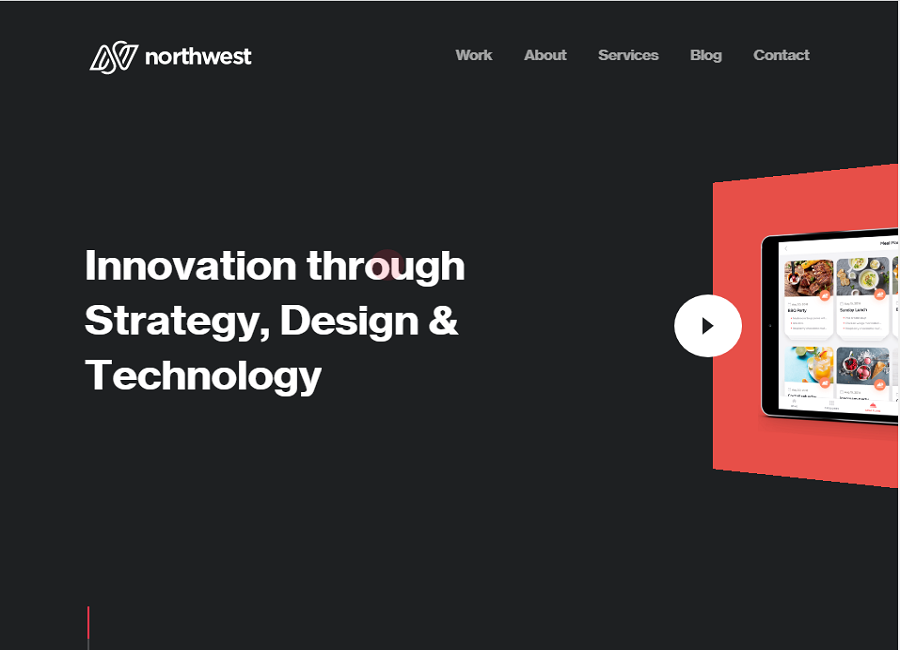 northwest
Work
About
Services
Blog
Contact
Innovation through
Strategy, Design &
Technology
BBQ Party
Sunday Lunch